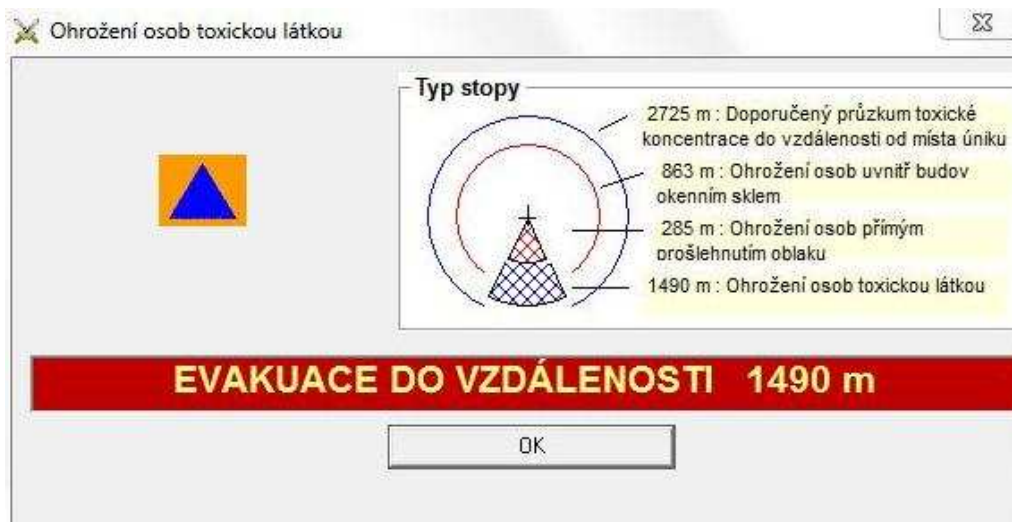 Ohrožení osob toxickou látkou
Typ stopy
2725 m : Doporučený průzkum toxické
koncentrace do vzdálenosti od místa úniku
863 m : Ohrožení osob uvnitř budov
okenním sklem
285 m : Ohrožení osob přímým
prošlehnutím oblaku
1490 m : Ohrožení osob toxickou látkou
EVAKUACE DO VZDÁLENOSTI 1490 m
OK